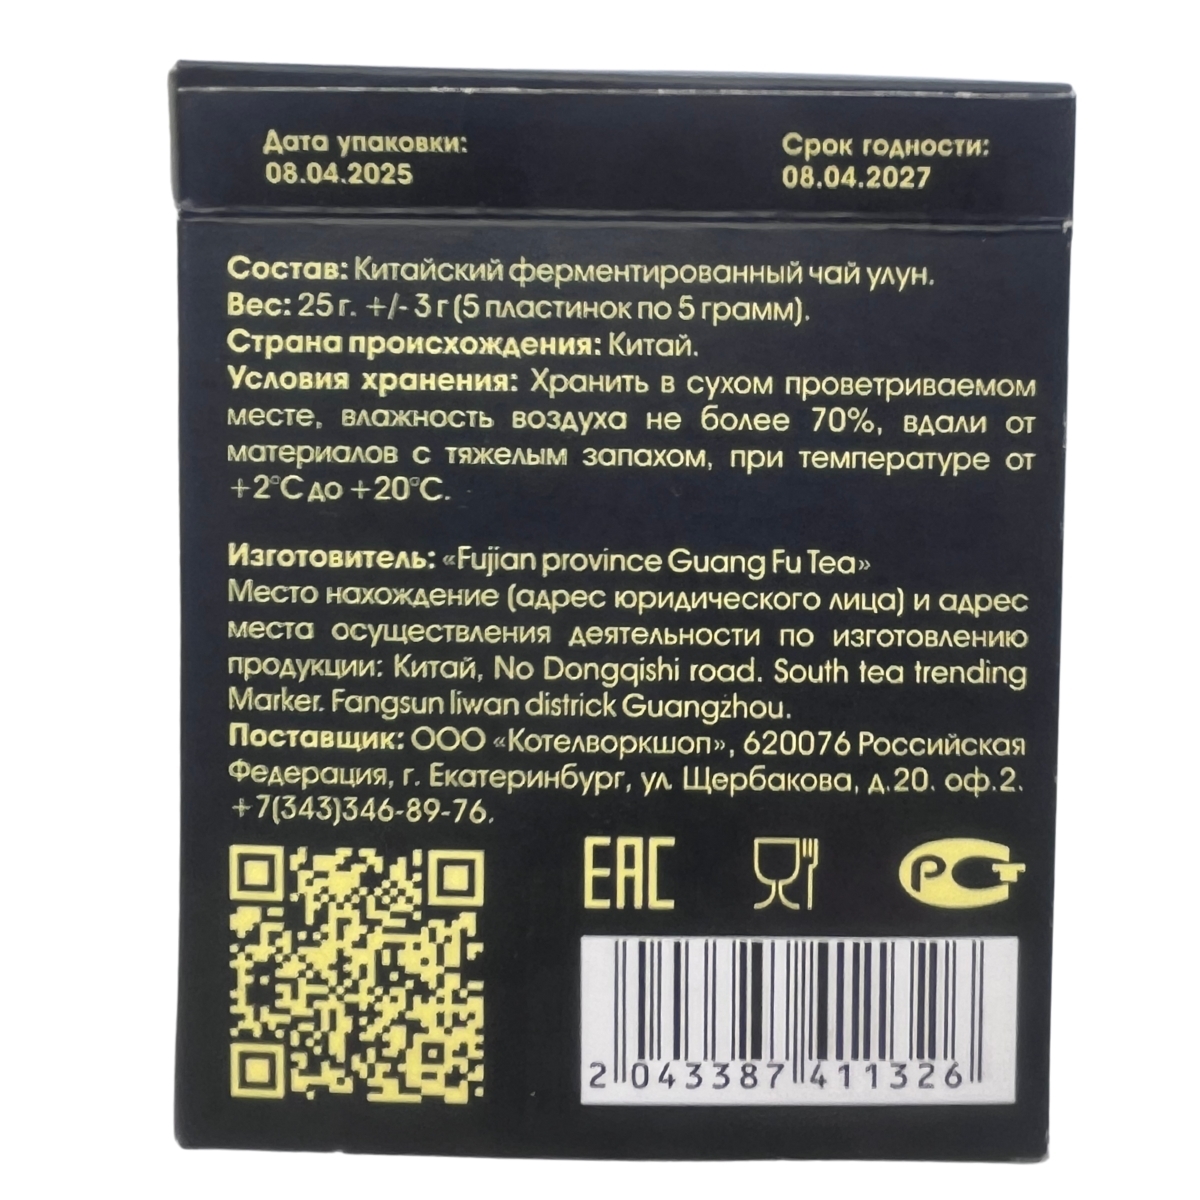 Дата упаковки:
08.04.2025
Срок годности:
08.04.2027
Состав: Китайский ферментированный чай улун.
Вес: 25 г. +/- 3 г (5 пластинок по 5 грамм).
Страна происхождения: Китай.
Условия хранения: Хранить в сухом проветриваемом
месте, влажность воздуха не более 70%, вдали от
материалов с тяжелым запахом, при температуре от
+2°C до +20°C.
Изготовитель: «Fujian province Guang Fu Tea»
Место нахождение (адрес юридического лица) и адрес
места осуществления деятельности по изготовлению
продукции: Китай, No Dongqishi road. South tea trending
Marker. Fangsun liwan districk Guangzhou.
Поставщик: ООО «Котелворкшоп», 620076 Российская
Федерация, г. Екатеринбург, ул. Щербакова, д.20. оф.2.
+7(343)346-89-76.
EAC
РСТ
2 043387 411326